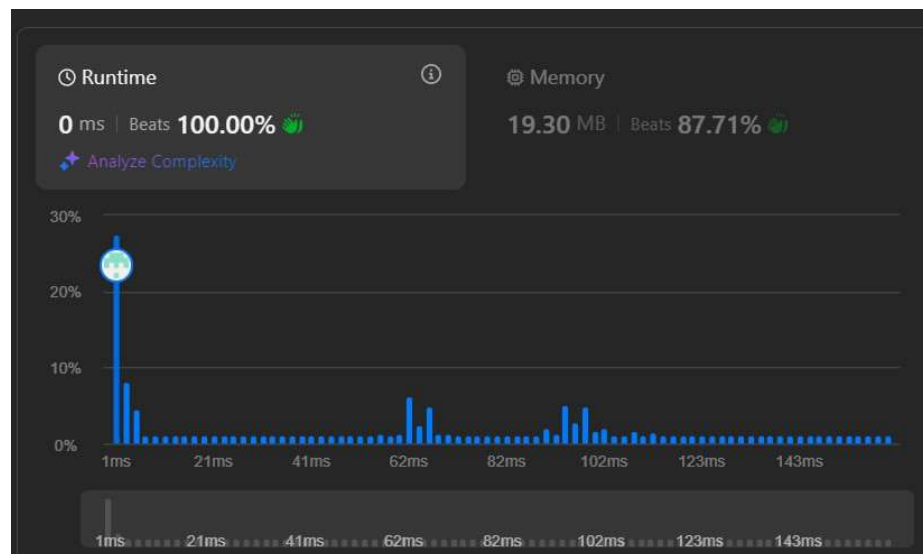 Runtime
0 ms | Beats 100.00%
Analyze Complexity
Memory
19.30 MB | Beats 87.71%
30%
20%
10%
0%
1ms 21ms 41ms 62ms 82ms 102ms 123ms 143ms
1ms 21ms 41ms 62ms 82ms 102ms 123ms 143ms